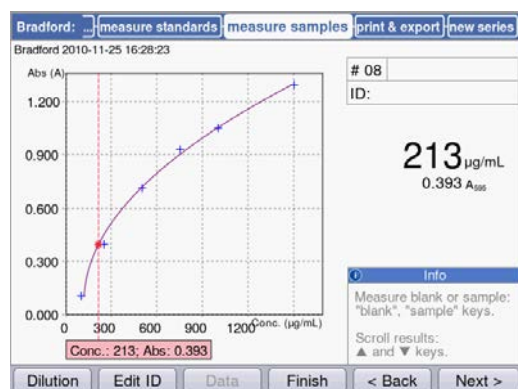 Bradford: ... measure standards measure samples print & export new series
Bradford 2010-11-25 16:28:23
Abs (A)
1.200
0.900
0.600
0.300
0.000
0 300 600 900 1200 Conc. (µg/mL)
Conc.: 213; Abs: 0.393
# 08
ID:
213 µg/mL
0.393 A₅₉₅
Info
Measure blank or sample:
"blank", "sample" keys.
Scroll results:
▲ and ▼ keys.
Dilution Edit ID Data Finish < Back Next >